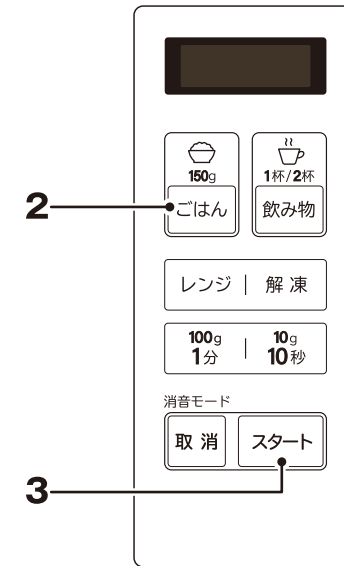 150g
1杯/2杯
2
ごはん
飲み物
レンジ
解凍
100g
1分
10g
10秒
消音モード
取消
スタート
3